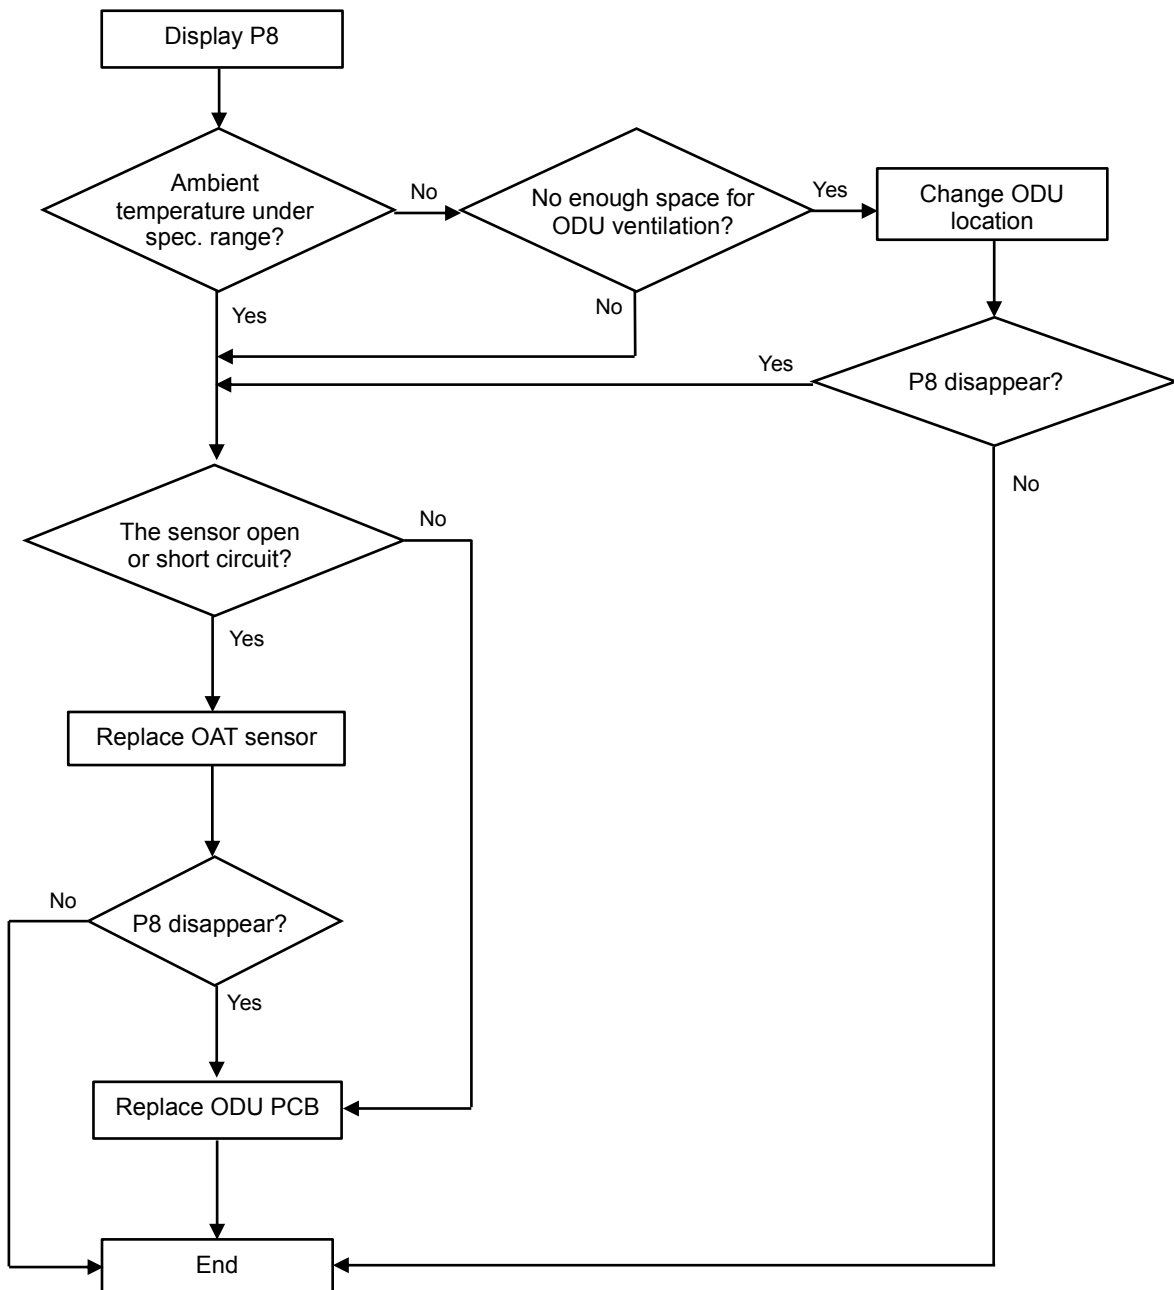 Display P8
Ambient
temperature under
spec. range?
No
No enough space for
ODU ventilation?
Yes
Change ODU
location
Yes
No
Yes
P8 disappear?
No
The sensor open
or short circuit?
No
Yes
Replace OAT sensor
No
P8 disappear?
Yes
Replace ODU PCB
End